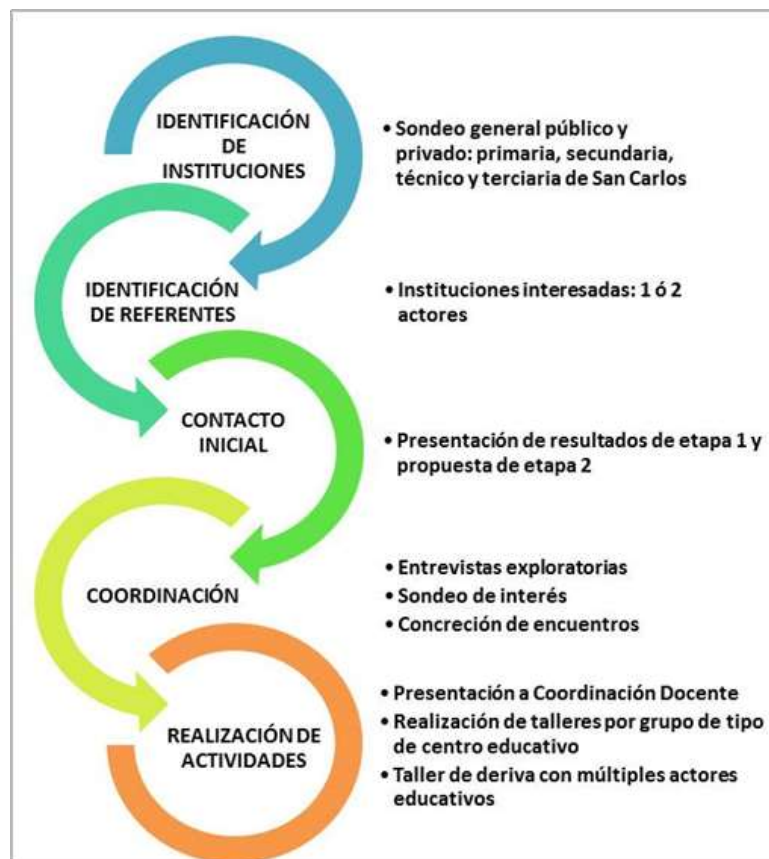 IDENTIFICACIÓN
DE
INSTITUCIONES
• Sondeo general público y
privado: primaria, secundaria,
técnico y terciaria de San Carlos
IDENTIFICACIÓN
DE REFERENTES
• Instituciones interesadas: 1 ó 2
actores
CONTACTO
INICIAL
• Presentación de resultados de etapa 1 y
propuesta de etapa 2
COORDINACIÓN
• Entrevistas exploratorias
• Sondeo de interés
• Concreción de encuentros
REALIZACIÓN DE
ACTIVIDADES
• Presentación a Coordinación Docente
• Realización de talleres por grupo de tipo
de centro educativo
• Taller de deriva con múltiples actores
educativos